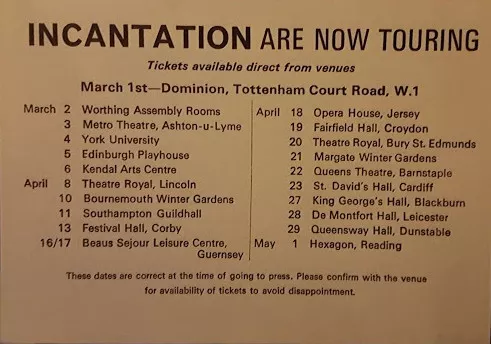 INCANTATION ARE NOW TOURING
Tickets available direct from venues
March 1st—Dominion, Tottenham Court Road, W.1
March 2 Worthing Assembly Rooms
3 Metro Theatre, Ashton-u-Lyme
4 York University
5 Edinburgh Playhouse
6 Kendal Arts Centre
April 8 Theatre Royal, Lincoln
10 Bournemouth Winter Gardens
11 Southampton Guildhall
13 Festival Hall, Corby
16/17 Beaus Sejour Leisure Centre,
Guernsey
April 18 Opera House, Jersey
19 Fairfield Hall, Croydon
20 Theatre Royal, Bury St. Edmunds
21 Margate Winter Gardens
22 Queens Theatre, Barnstaple
23 St. David's Hall, Cardiff
27 King George's Hall, Blackburn
28 De Montfort Hall, Leicester
29 Queensway Hall, Dunstable
May 1 Hexagon, Reading
These dates are correct at the time of going to press. Please confirm with the venue
for availability of tickets to avoid disappointment.